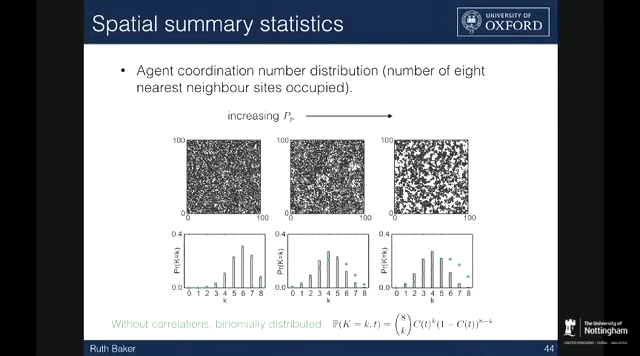 Spatial summary statistics
UNIVERSITY OF
OXFORD
• Agent coordination number distribution (number of eight
nearest neighbour sites occupied).
increasing Pₚ
100 100 100
0 0 0
0 100 0 100 0 100
0.4 0.4 0.4
Pr(K=k) Pr(K=k) Pr(K=k)
0.0 0.0 0.0
0 1 2 3 4 5 6 7 8 0 1 2 3 4 5 6 7 8 0 1 2 3 4 5 6 7 8
k k k
Without correlations, binomially distributed: ℙ(K = k, t) = (8 k) C(t)^k (1 − C(t))^{8−k}
Ruth Baker 44
The University of
Nottingham